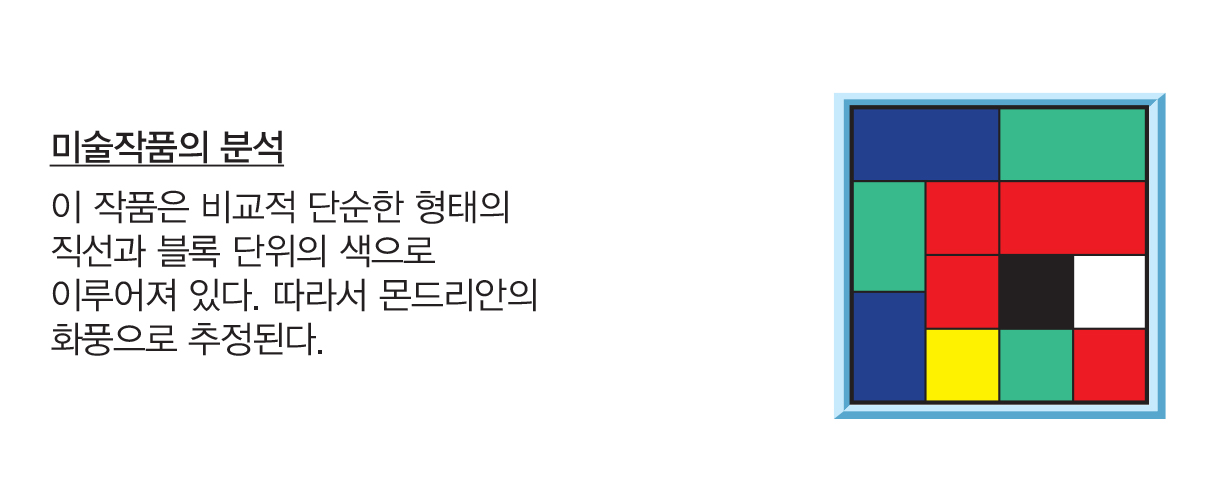 미술작품의 분석
이 작품은 비교적 단순한 형태의
직선과 블록 단위의 색으로
이루어져 있다. 따라서 몬드리안의
화풍으로 추정된다.